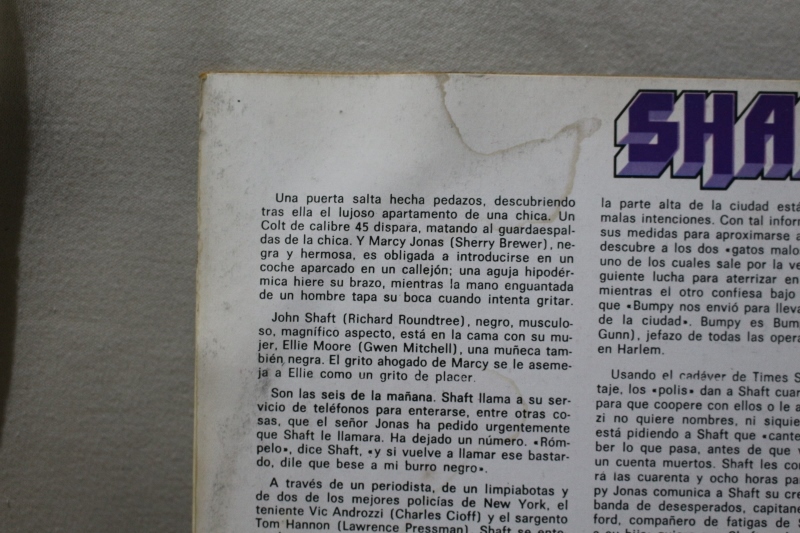 SHA
Una puerta salta hecha pedazos, descubriendo
tras ella el lujoso apartamento de una chica. Un
Colt de calibre 45 dispara, matando al guardaespal-
das de la chica. Y Marcy Jonas (Sherry Brewer), ne-
gra y hermosa, es obligada a introducirse en un
coche aparcado en un callejón; una aguja hipodér-
mica hiere su brazo, mientras la mano enguantada
de un hombre tapa su boca cuando intenta gritar.
John Shaft (Richard Roundtree), negro, musculo-
so, magnífico aspecto, está en la cama con su mu-
jer, Ellie Moore (Gwen Mitchell), una muñeca tam-
bién negra. El grito ahogado de Marcy se le aseme-
ja a Ellie como un grito de placer.
Son las seis de la mañana. Shaft llama a su ser-
vicio de teléfonos para enterarse, entre otras co-
sas, que el señor Jonas ha pedido urgentemente
que Shaft le llamara. Ha dejado un número. «Róm-
pelo», dice Shaft, «y si vuelve a llamar ese bastar-
do, dile que bese a mi burro negro».
A través de un periodista, de un limpiabotas y
de dos de los mejores policías de New York, el
teniente Vic Androzzi (Charles Cioff) y el sargento
Tom Hannon (Lawrence Pressman), Shaft se ente
la parte alta de la ciudad está
malas intenciones. Con tal inform
sus medidas para aproximarse a
descubre a los dos «gatos malo
uno de los cuales sale por la ve
guiente lucha para aterrizar en
mientras el otro confiesa bajo
que «Bumpy nos envió para lleva
de la ciudad». Bumpy es Bum
Gunn), jefazo de todas las opera
en Harlem.
Usando el cadáver de Times S
taje, los «polis» dan a Shaft cuar
para que coopere con ellos o le a
zi no quiere nombres, ni siquie
está pidiendo a Shaft que «cante
ber lo que pasa, antes de que v
un cuenta muertos. Shaft les con
rá las cuarenta y ocho horas pa
py Jonas comunica a Shaft su cre
banda de desesperados, capitane
ford, compañero de fatigas de S